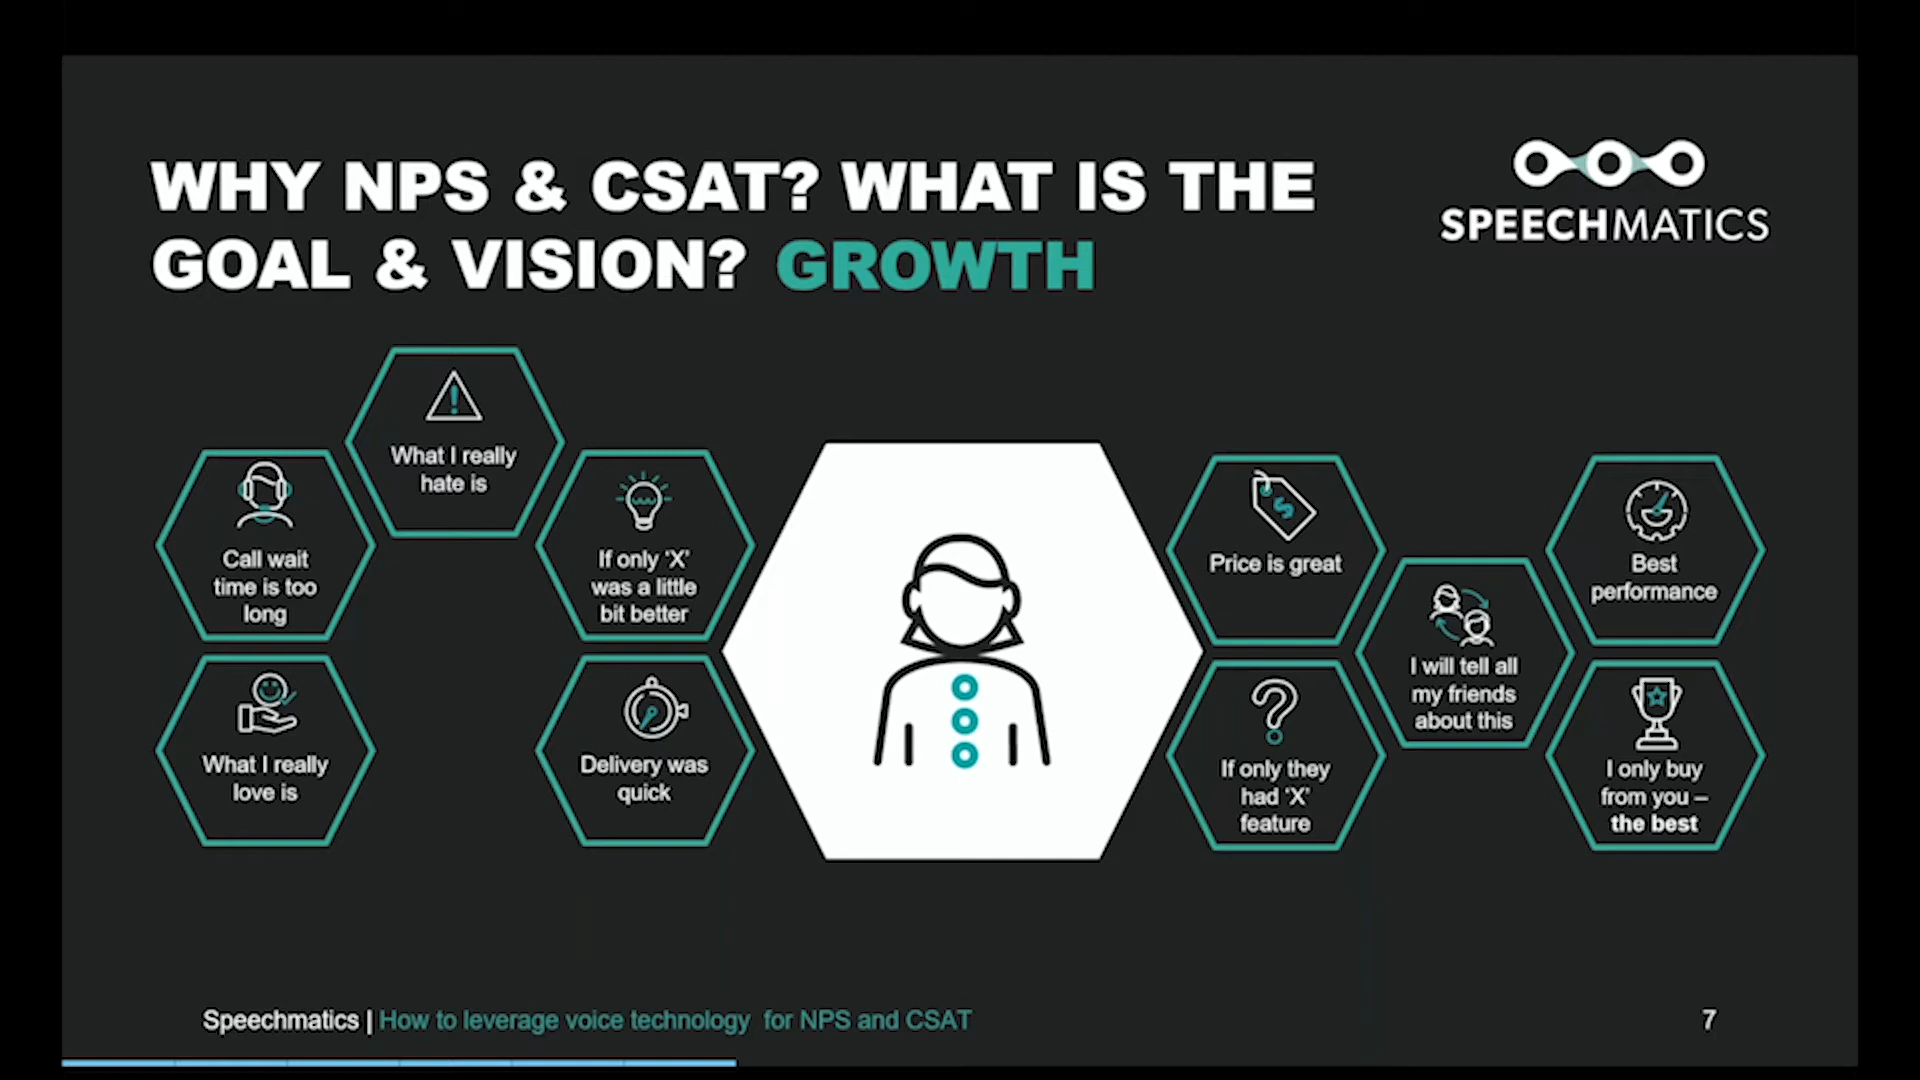 WHY NPS & CSAT? WHAT IS THE
GOAL & VISION? GROWTH
SPEECHMATICS
What I really
hate is
Call wait
time is too
long
If only ‘X’
was a little
bit better
What I really
love is
Delivery was
quick
Price is great
Best
performance
I will tell all
my friends
about this
If only they
had ‘X’
feature
I only buy
from you –
the best
Speechmatics | How to leverage voice technology for NPS and CSAT
7